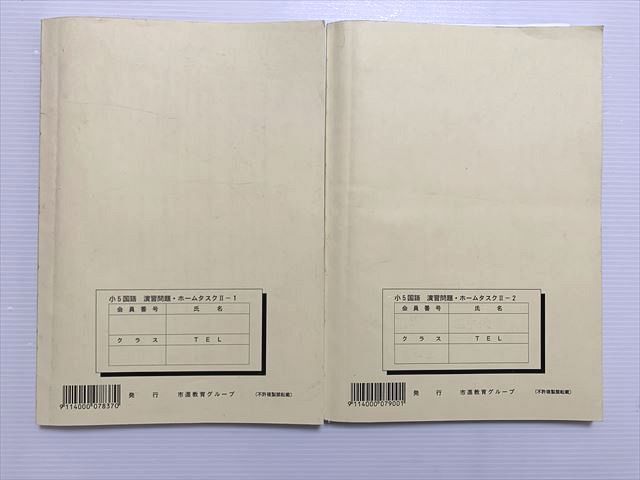 小5国語 演習問題・ホームタスクⅡ-1
会員番号 氏名
クラス TEL
9114000078370
発行 市進教育グループ (不許複製禁転載)
小5国語 演習問題・ホームタスクⅡ-2
会員番号 氏名
クラス TEL
9114000079001
発行 市進教育グループ (不許複製禁転載)